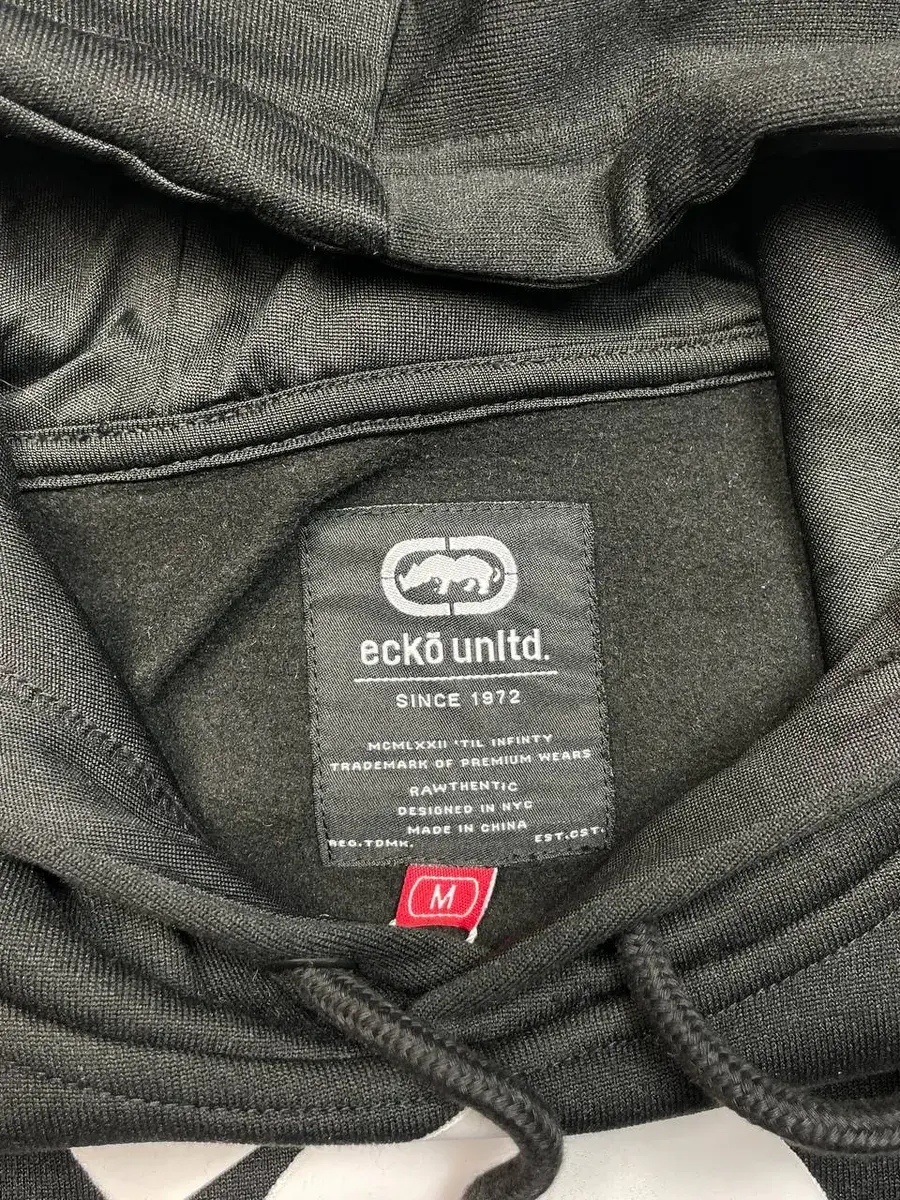 eckō unltd.
SINCE 1972
MCMLXXII 'TIL INFINTY
TRADEMARK OF PREMIUM WEARS
RAWTHENTIC
DESIGNED IN NYC
MADE IN CHINA
REG.TDMK. EST.CST.
M